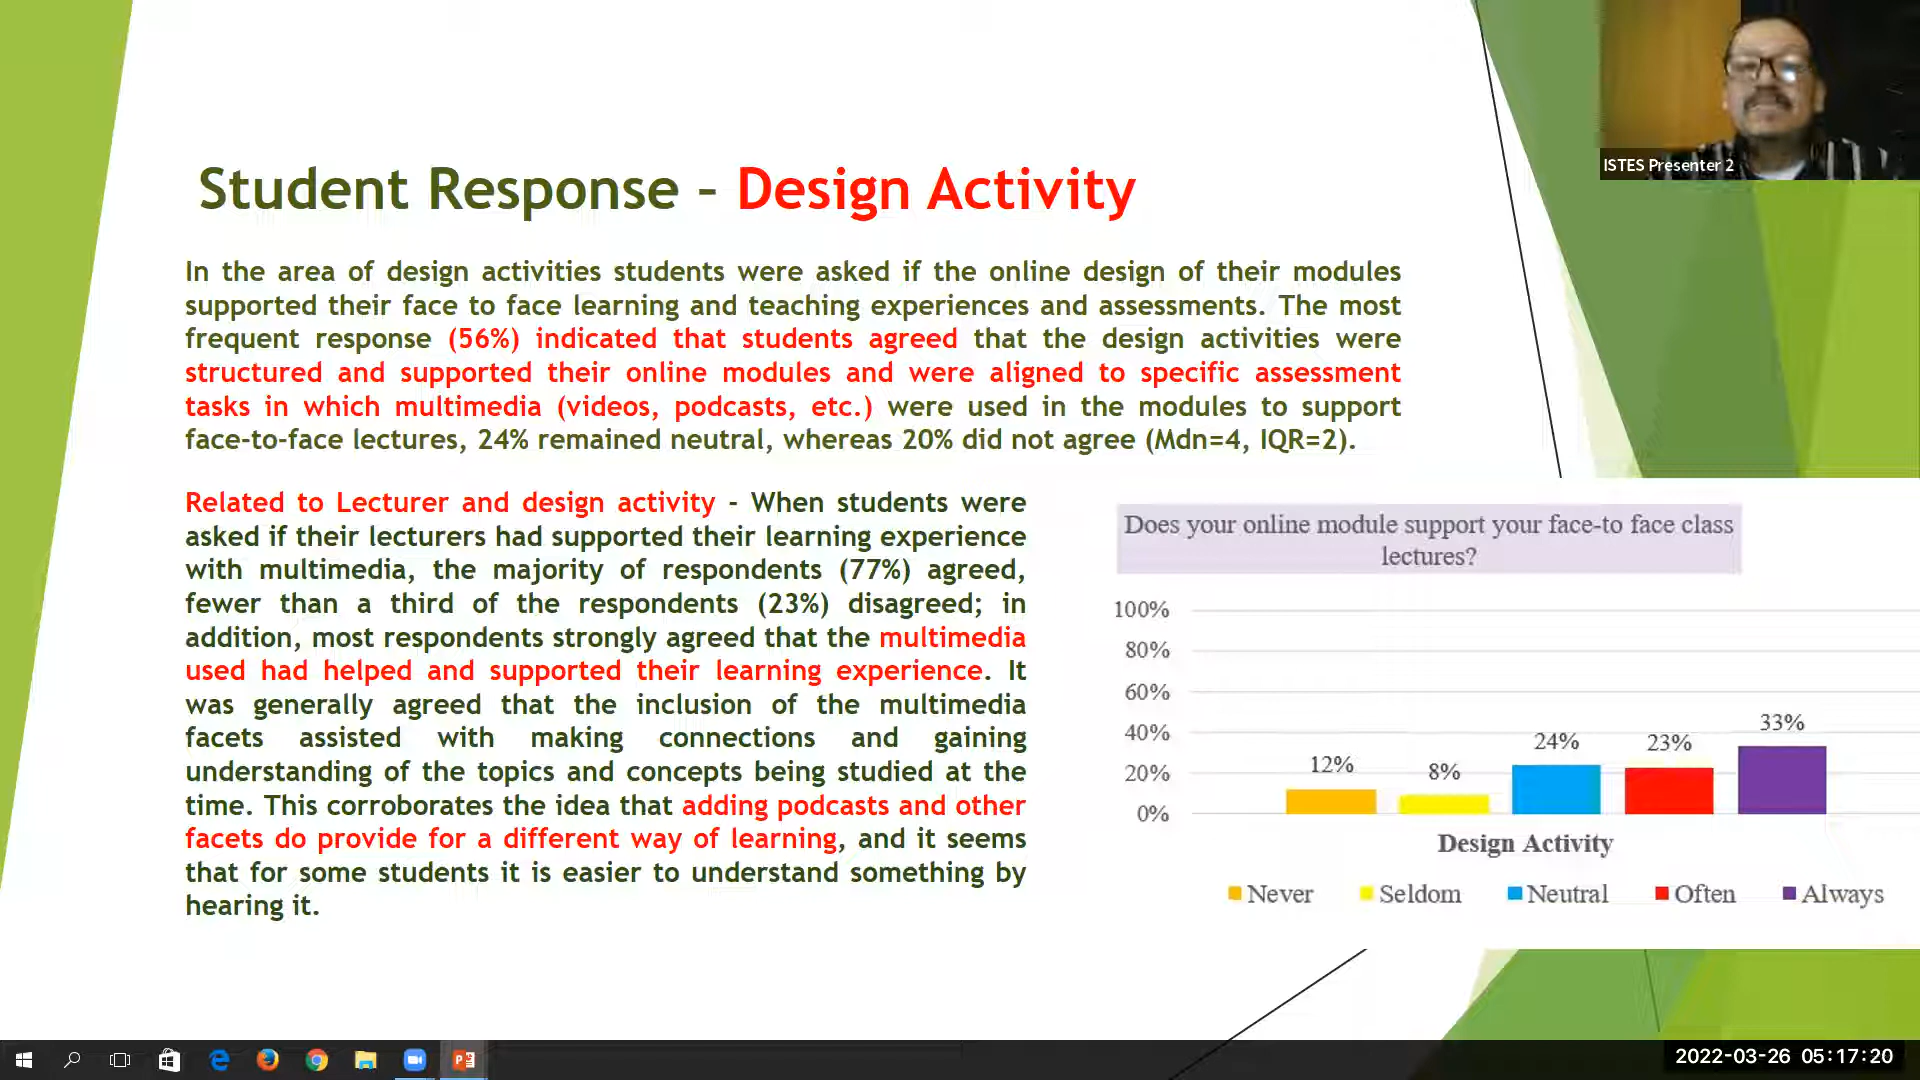 ISTES Presenter 2
Student Response – Design Activity
In the area of design activities students were asked if the online design of their modules
supported their face to face learning and teaching experiences and assessments. The most
frequent response (56%) indicated that students agreed that the design activities were
structured and supported their online modules and were aligned to specific assessment
tasks in which multimedia (videos, podcasts, etc.) were used in the modules to support
face-to-face lectures, 24% remained neutral, whereas 20% did not agree (Mdn=4, IQR=2).
Related to Lecturer and design activity - When students were
asked if their lecturers had supported their learning experience
with multimedia, the majority of respondents (77%) agreed,
fewer than a third of the respondents (23%) disagreed; in
addition, most respondents strongly agreed that the multimedia
used had helped and supported their learning experience. It
was generally agreed that the inclusion of the multimedia
facets assisted with making connections and gaining
understanding of the topics and concepts being studied at the
time. This corroborates the idea that adding podcasts and other
facets do provide for a different way of learning, and it seems
that for some students it is easier to understand something by
hearing it.
Does your online module support your face-to face class
lectures?
100%
80%
60%
40%
20%
0%
12%
8%
24%
23%
33%
Design Activity
Never Seldom Neutral Often Always
2022-03-26 05:17:20